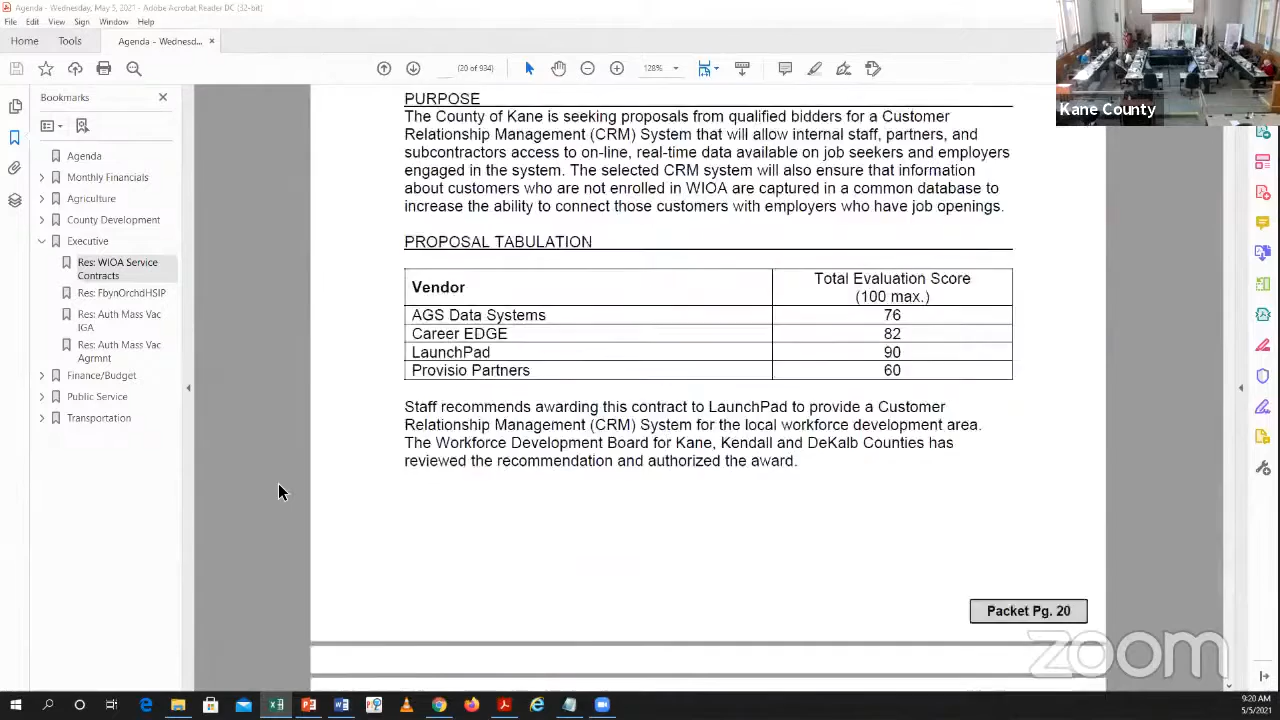 Agenda - Wednesday, May 5, 2021 - Adobe Acrobat Reader DC (32-bit)
File Edit View Sign Window Help
Home Tools Agenda - Wednesd... ×
(20 of 934) 128%
Kane County
Bookmarks
Agenda
Monthly Financials
Agriculture
County Development
Executive
Res: WIOA Service
Contracts
Res: FbynOrchdHSIP
Res: Auth Mass Vac
IGA
Res: Auth Mass Vac
Agrmnt
Finance/Budget
Public Service
Transportation
PURPOSE
The County of Kane is seeking proposals from qualified bidders for a Customer
Relationship Management (CRM) System that will allow internal staff, partners, and
subcontractors access to on-line, real-time data available on job seekers and employers
engaged in the system. The selected CRM system will also ensure that information
about customers who are not enrolled in WIOA are captured in a common database to
increase the ability to connect those customers with employers who have job openings.
PROPOSAL TABULATION
Vendor Total Evaluation Score
(100 max.)
AGS Data Systems 76
Career EDGE 82
LaunchPad 90
Provisio Partners 60
Staff recommends awarding this contract to LaunchPad to provide a Customer
Relationship Management (CRM) System for the local workforce development area.
The Workforce Development Board for Kane, Kendall and DeKalb Counties has
reviewed the recommendation and authorized the award.
Packet Pg. 20
zoom
9:20 AM
5/5/2021